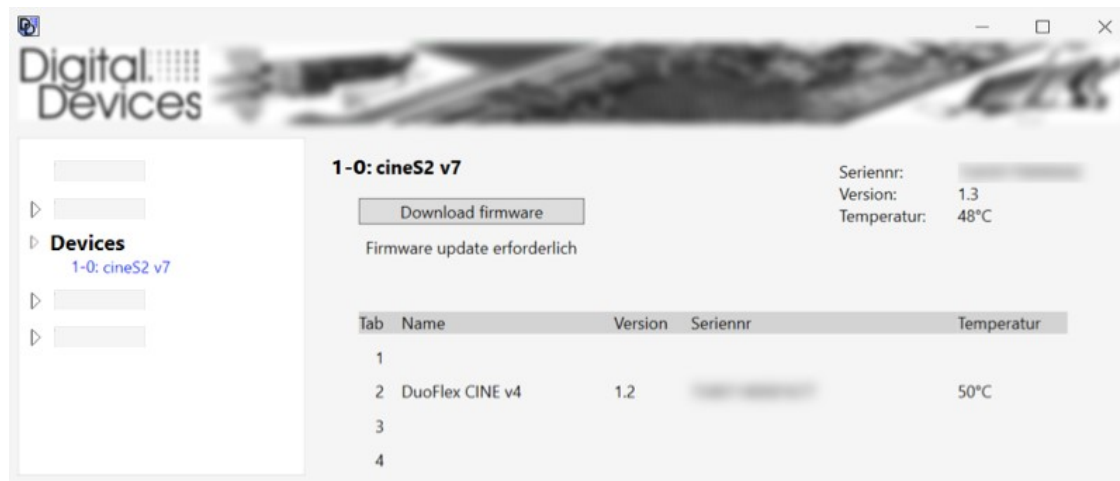 Digital
Devices
1-0: cineS2 v7
Download firmware
Firmware update erforderlich
Seriennr:
Version: 1.3
Temperatur: 48°C
Devices
1-0: cineS2 v7
Tab Name Version Seriennr Temperatur
1
2 DuoFlex CINE v4 1.2 50°C
3
4